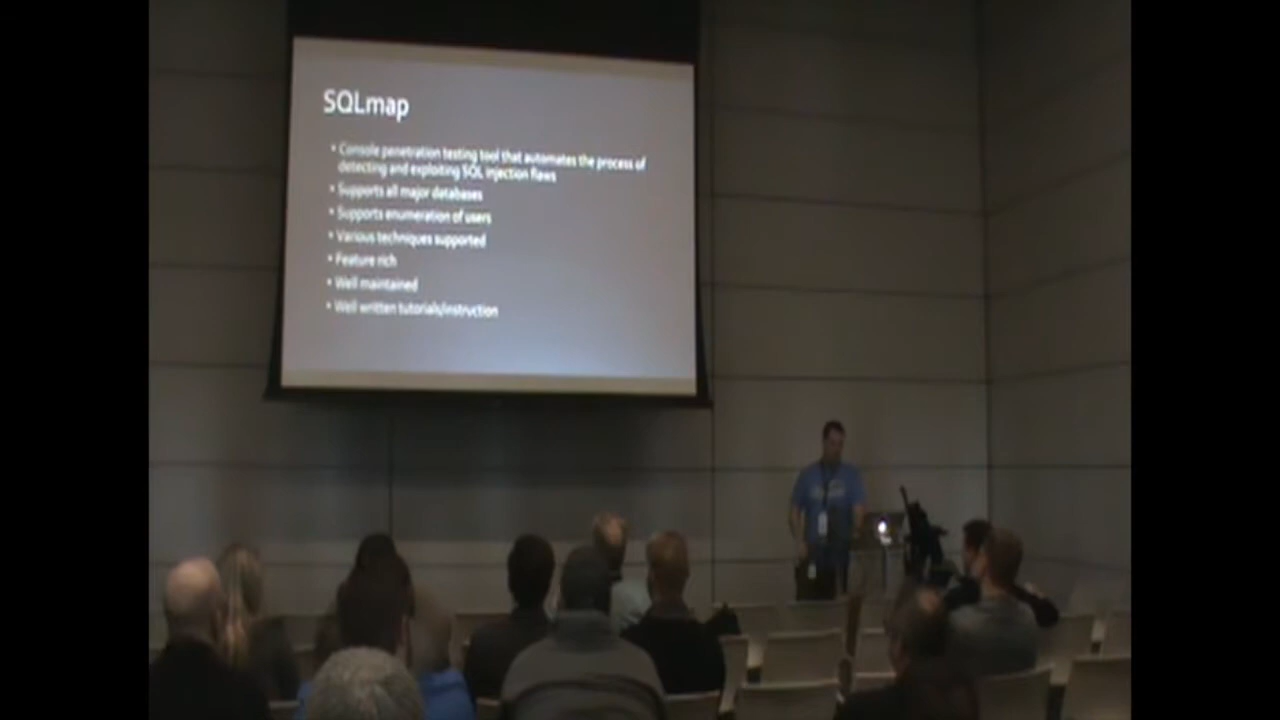 SQLmap
• Console penetration testing tool that automates the process of
detecting and exploiting SQL injection flaws
• Supports all major databases
• Supports enumeration of users
• Various techniques supported
• Feature rich
• Well maintained
• Well written tutorials/instruction